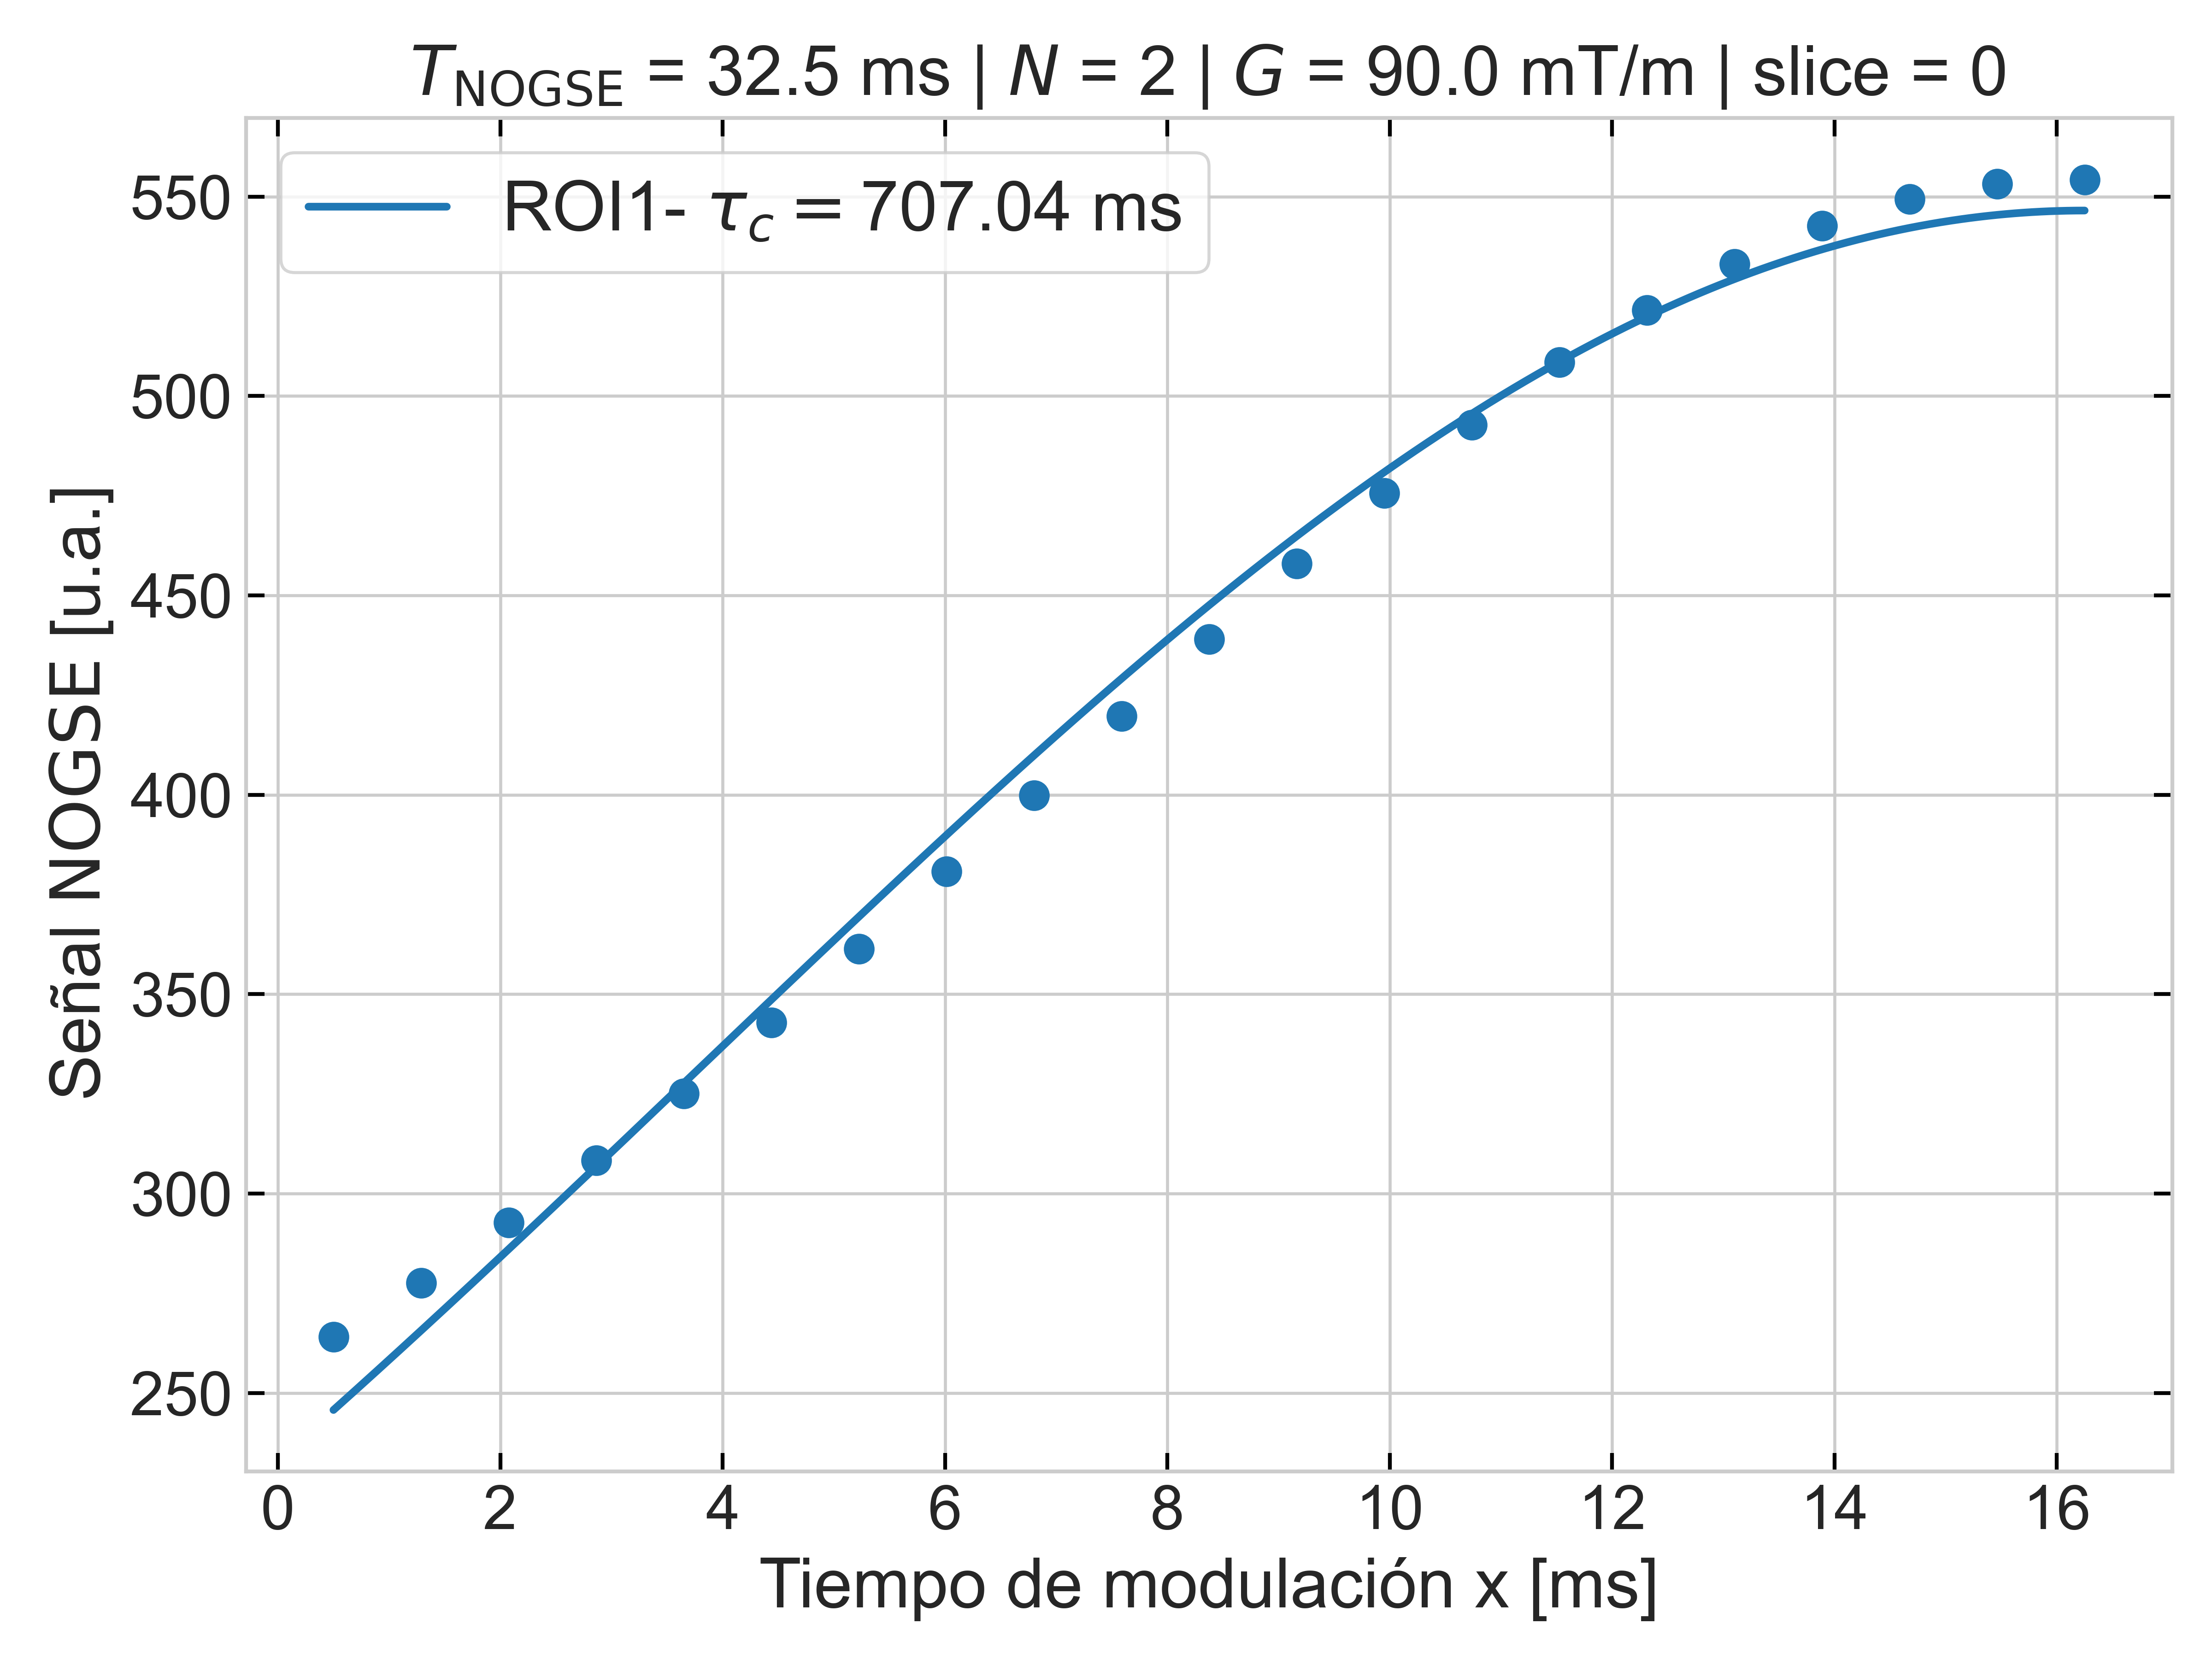 T_NOGSE = 32.5 ms | N = 2 | G = 90.0 mT/m | slice = 0
ROI1- τ_c = 707.04 ms
Señal NOGSE [u.a.]
550
500
450
400
350
300
250
0 2 4 6 8 10 12 14 16
Tiempo de modulación x [ms]